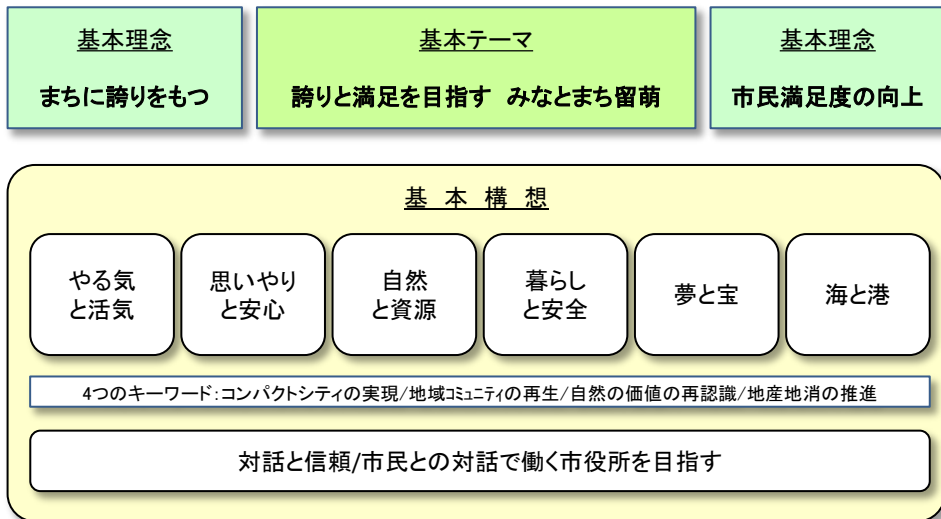 基本理念
まちに誇りをもつ
基本テーマ
誇りと満足を目指す みなとまち留萌
基本理念
市民満足度の向上
基 本 構 想
やる気
と活気
思いやり
と安心
自然
と資源
暮らし
と安全
夢と宝
海と港
4つのキーワード:コンパクトシティの実現/地域コミュニティの再生/自然の価値の再認識/地産地消の推進
対話と信頼/市民との対話で働く市役所を目指す